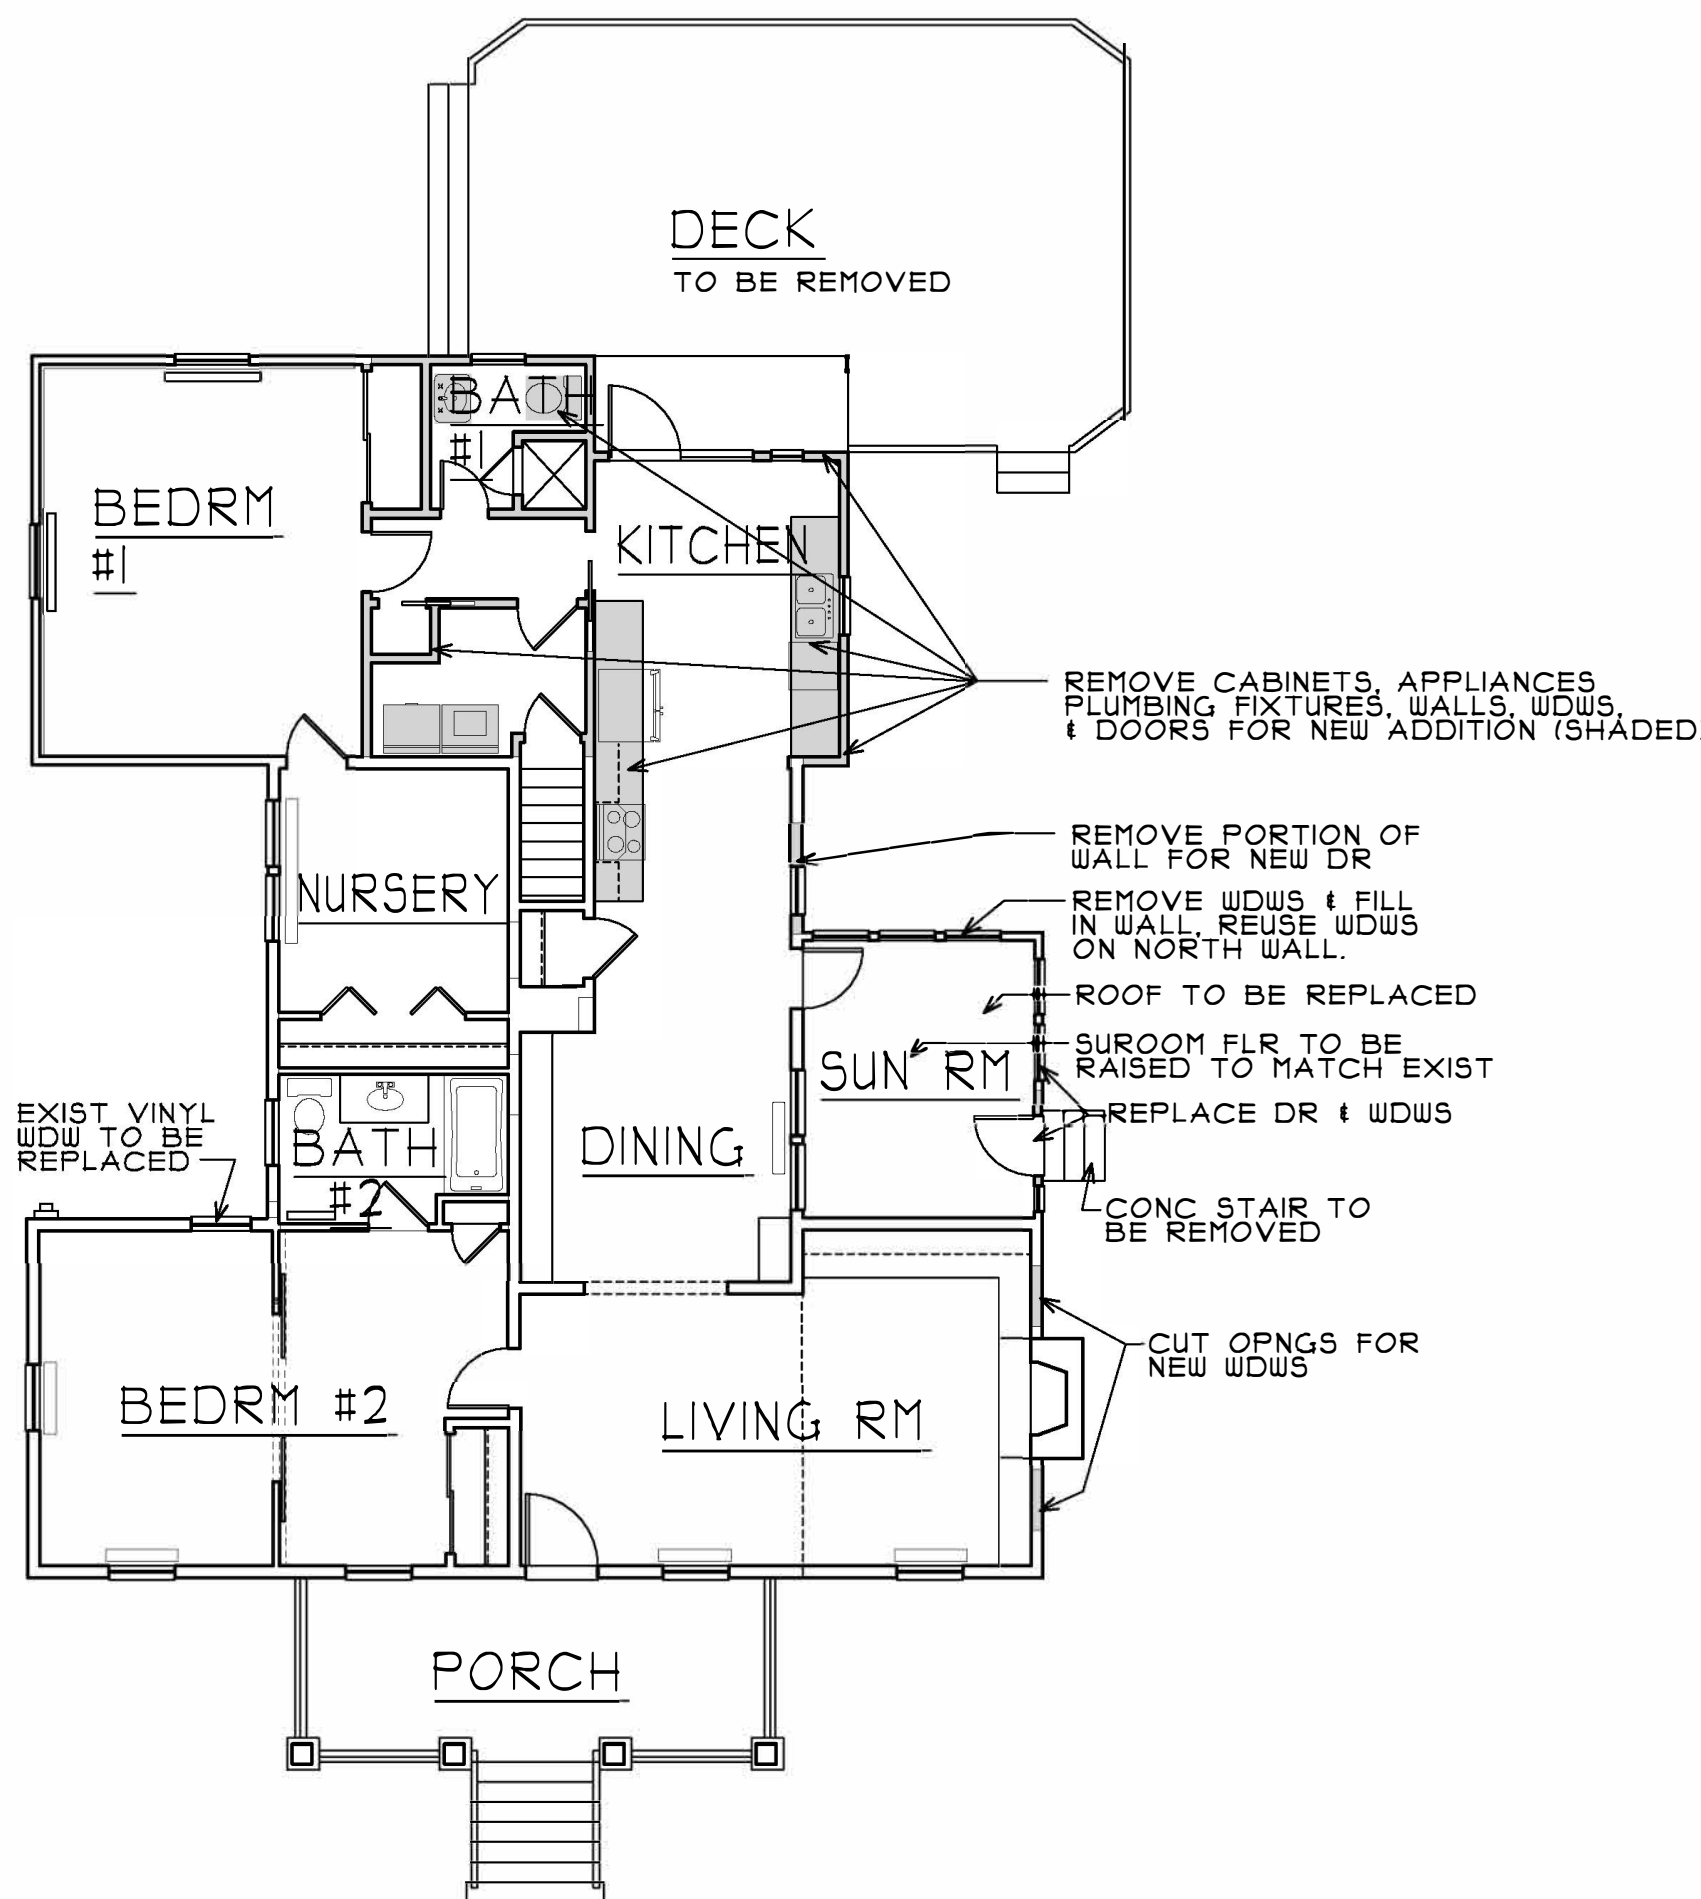 DECK
TO BE REMOVED
BATH
#1
BEDRM
#1
KITCHEN
REMOVE CABINETS, APPLIANCES
PLUMBING FIXTURES, WALLS, WDWS,
& DOORS FOR NEW ADDITION (SHADED)
REMOVE PORTION OF
WALL FOR NEW DR
NURSERY
REMOVE WDWS & FILL
IN WALL, REUSE WDWS
ON NORTH WALL.
ROOF TO BE REPLACED
SUROOM FLR TO BE
RAISED TO MATCH EXIST
SUN RM
REPLACE DR & WDWS
EXIST VINYL
WDW TO BE
REPLACED
BATH
#2
DINING
CONC STAIR TO
BE REMOVED
CUT OPNGS FOR
NEW WDWS
BEDRM #2
LIVING RM
PORCH